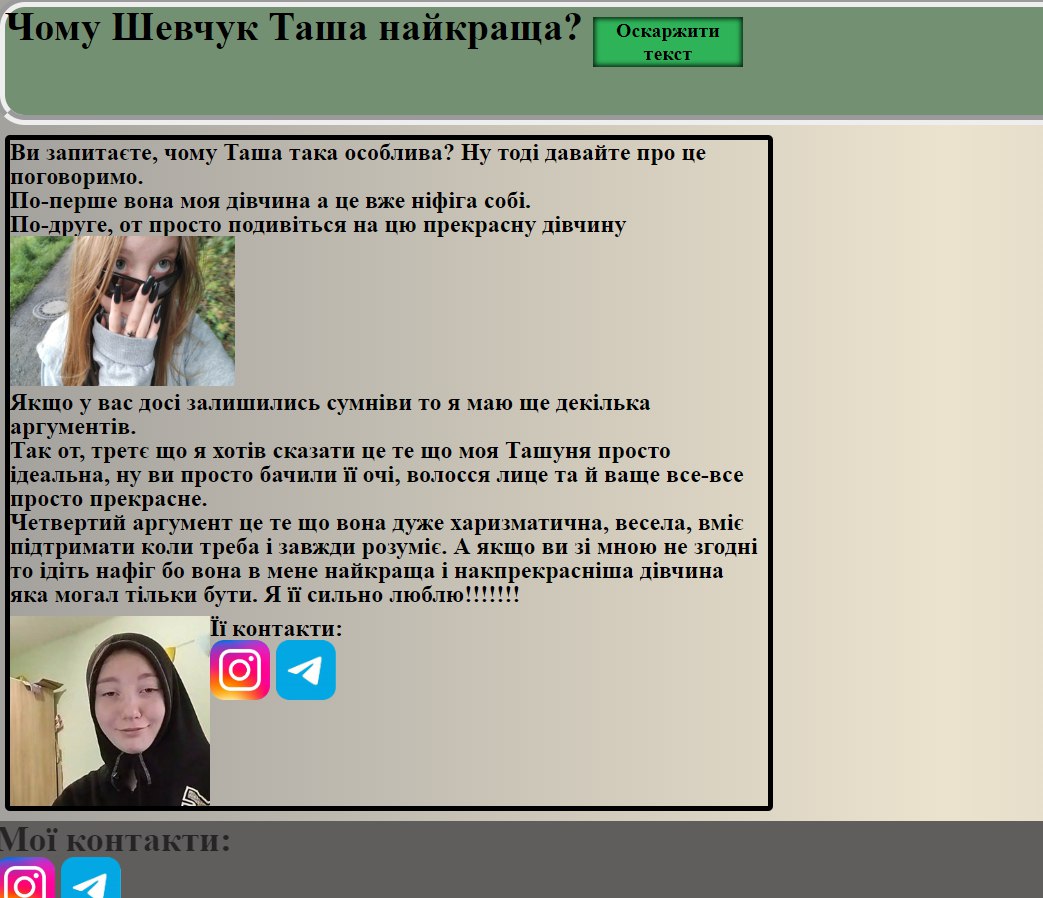 Чому Шевчук Таша найкраща?
Оскаржити
текст
Ви запитаєте, чому Таша така особлива? Ну тоді давайте про це
поговоримо.
По-перше вона моя дівчина а це вже ніфіга собі.
По-друге, от просто подивіться на цю прекрасну дівчину
Якщо у вас досі залишились сумніви то я маю ще декілька
аргументів.
Так от, третє що я хотів сказати це те що моя Ташуня просто
ідеальна, ну ви просто бачили її очі, волосся лице та й ваще все-все
просто прекрасне.
Четвертий аргумент це те що вона дуже харизматична, весела, вміє
підтримати коли треба і завжди розуміє. А якщо ви зі мною не згодні
то ідіть нафіг бо вона в мене найкраща і накпрекрасніша дівчина
яка могал тільки бути. Я її сильно люблю!!!!!!!
Її контакти:
Мої контакти: